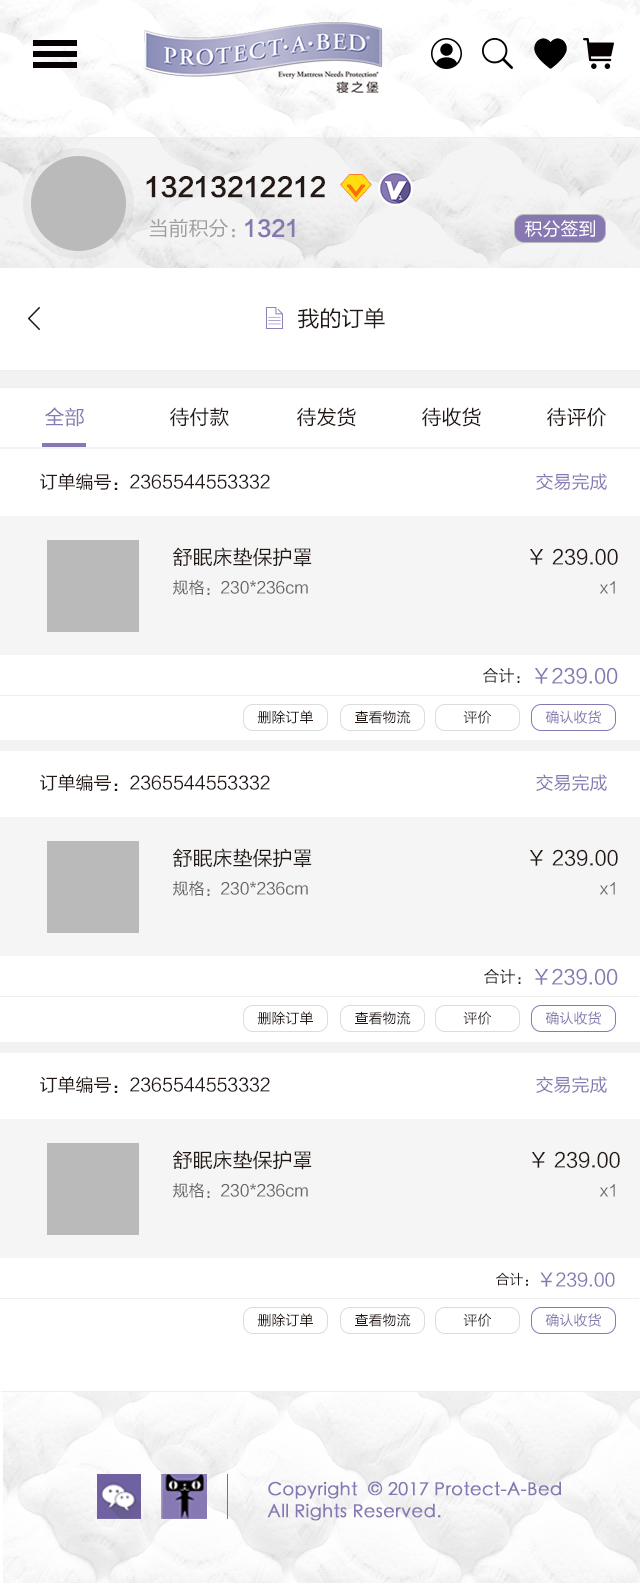 PROTECT·A·BED®
Every Mattress Needs Protection®
寝之堡
13213212212
当前积分：1321
积分签到
我的订单
全部 待付款 待发货 待收货 待评价
订单编号：2365544553332 交易完成
舒眠床垫保护罩 ¥ 239.00
规格：230*236cm x1
合计：¥239.00
删除订单 查看物流 评价 确认收货
订单编号：2365544553332 交易完成
舒眠床垫保护罩 ¥ 239.00
规格：230*236cm x1
合计：¥239.00
删除订单 查看物流 评价 确认收货
订单编号：2365544553332 交易完成
舒眠床垫保护罩 ¥ 239.00
规格：230*236cm x1
合计：¥239.00
删除订单 查看物流 评价 确认收货
Copyright © 2017 Protect-A-Bed
All Rights Reserved.